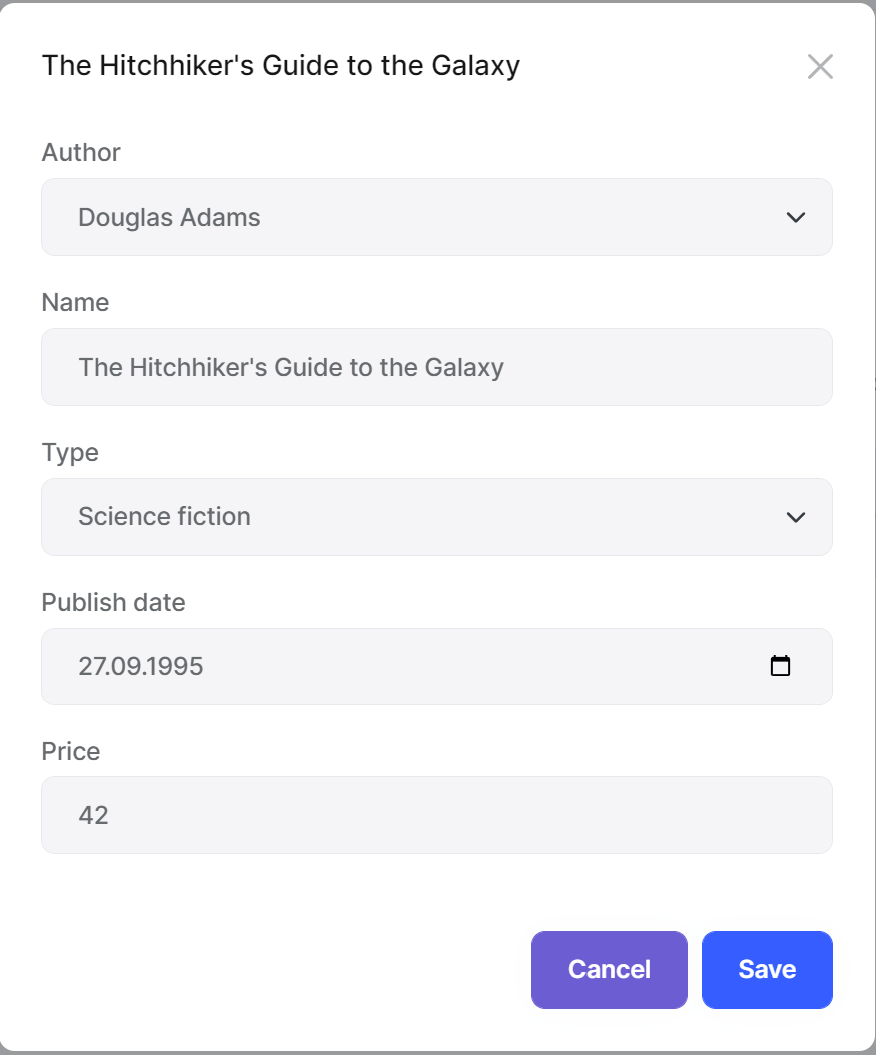 The Hitchhiker's Guide to the Galaxy
Author
Douglas Adams
Name
The Hitchhiker's Guide to the Galaxy
Type
Science fiction
Publish date
27.09.1995
Price
42
Cancel Save